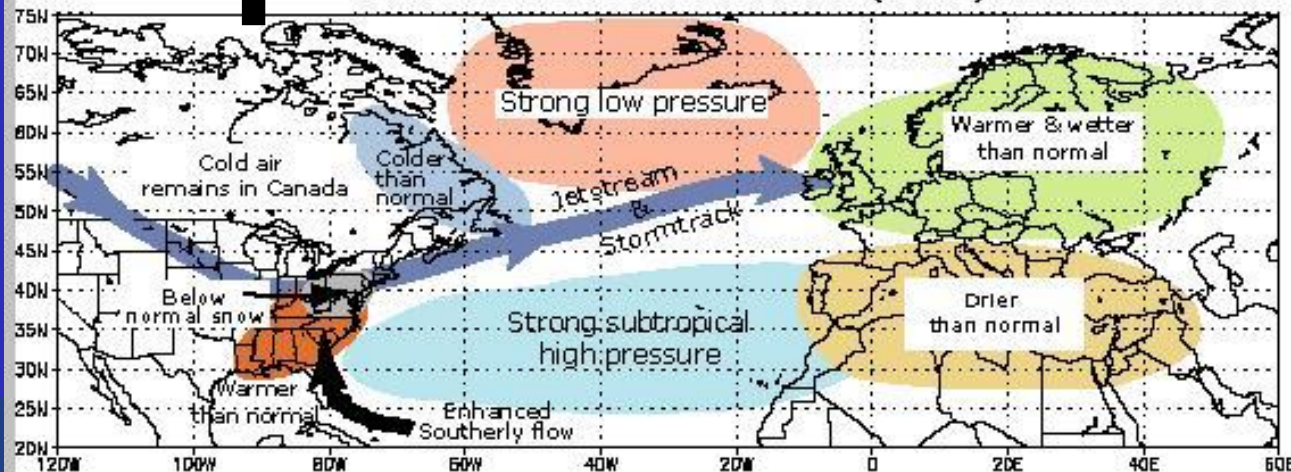 75N
70N
65N
60N
55N
50N
45N
40N
35N
30N
25N
20N
Strong low pressure
Warmer & wetter
than normal
Cold air
remains in Canada
Colder
than
normal
Jetstream
&
Stormtrack
Below
normal snow
Strong subtropical
high pressure
Drier
than normal
Warmer
than normal
Enhanced
Southerly flow
120W 100W 80W 60W 40W 20W 0 20E 40E 60E